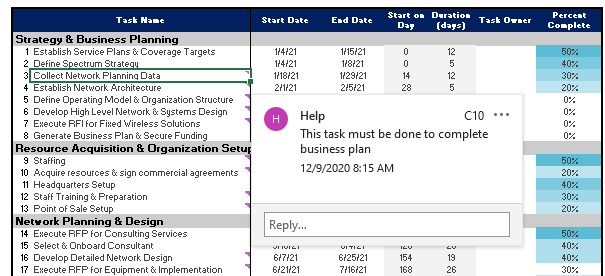 Task Name Start Date End Date Start on Day Duration (days) Task Owner Percent Complete
Strategy & Business Planning
1 Establish Service Plans & Coverage Targets 1/4/21 1/15/21 0 12 50%
2 Define Spectrum Strategy 1/4/21 1/8/21 0 5 40%
3 Collect Network Planning Data 1/18/21 1/29/21 14 12 30%
4 Establish Network Architecture 2/1/21 2/5/21 28 5 20%
5 Define Operating Model & Organization Structure 0%
6 Develop High Level Network & Systems Design 0%
7 Execute RFI for Fixed Wireless Solutions 0%
8 Generate Business Plan & Secure Funding 0%
H Help C10 ...
This task must be done to complete
business plan
12/9/2020 8:15 AM
Reply...
Resource Acquisition & Organization Setup
9 Staffing 50%
10 Acquire resources & sign commercial agreements 20%
11 Headquarters Setup 40%
12 Staff Training & Preparation 30%
13 Point of Sale Setup 20%
Network Planning & Design
14 Execute RFP for Consulting Services 50%
15 Select & Onboard Consultant 40%
16 Develop Detailed Network Design 6/7/21 6/25/21 154 19 40%
17 Execute RFP for Equipment & Implementation 6/21/21 7/16/21 168 26 30%